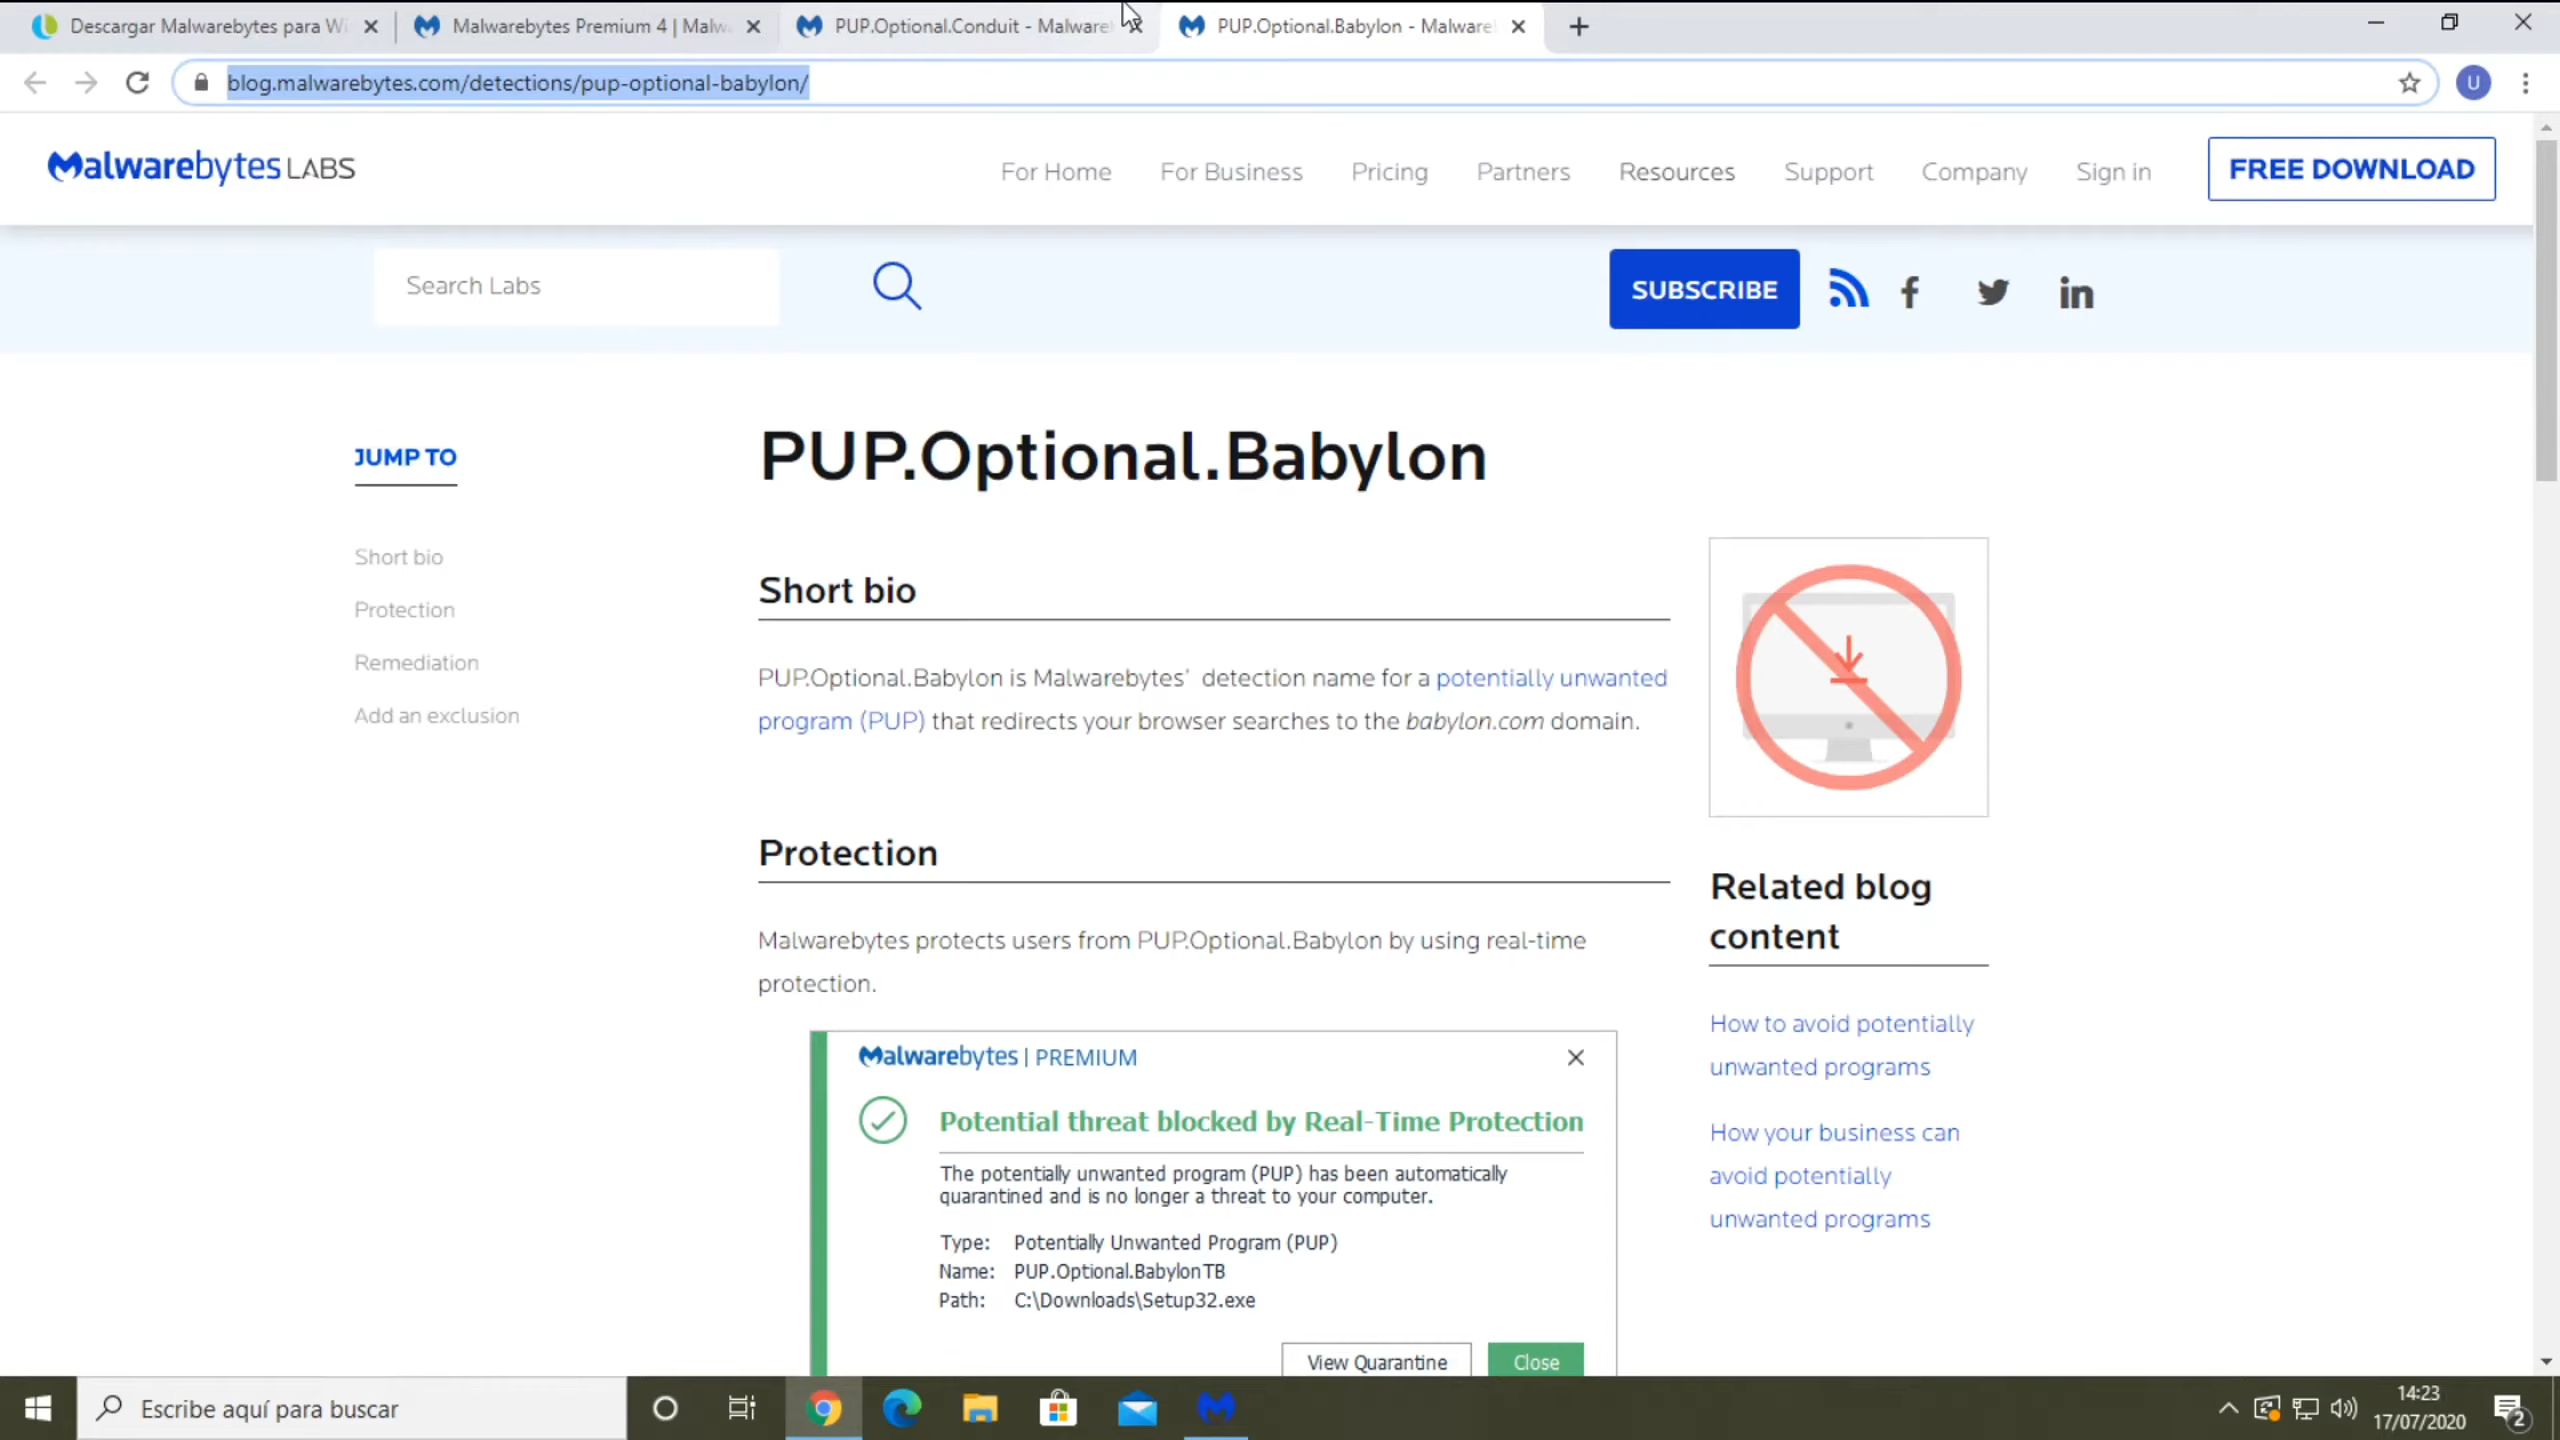 Descargar Malwarebytes para Wi
Malwarebytes Premium 4 | Malw
PUP.Optional.Conduit - Malware
PUP.Optional.Babylon - Malware
blog.malwarebytes.com/detections/pup-optional-babylon/
U
Malwarebytes LABS
For Home
For Business
Pricing
Partners
Resources
Support
Company
Sign in
FREE DOWNLOAD
Search Labs
SUBSCRIBE
JUMP TO
Short bio
Protection
Remediation
Add an exclusion
PUP.Optional.Babylon
Short bio
PUP.Optional.Babylon is Malwarebytes' detection name for a potentially unwanted
program (PUP) that redirects your browser searches to the babylon.com domain.
Protection
Malwarebytes protects users from PUP.Optional.Babylon by using real-time
protection.
Malwarebytes | PREMIUM
Potential threat blocked by Real-Time Protection
The potentially unwanted program (PUP) has been automatically
quarantined and is no longer a threat to your computer.
Type: Potentially Unwanted Program (PUP)
Name: PUP.Optional.BabylonTB
Path: C:\Downloads\Setup32.exe
View Quarantine
Close
Related blog
content
How to avoid potentially
unwanted programs
How your business can
avoid potentially
unwanted programs
Escribe aquí para buscar
14:23
17/07/2020
2